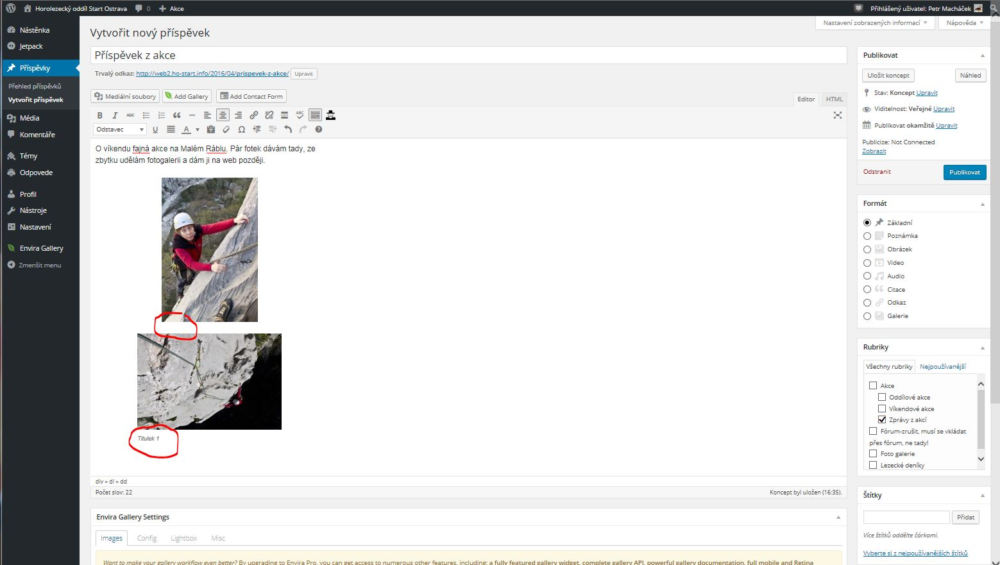 Horolezecký oddíl Start Ostrava 0 Akce Přihlášený uživatel: Petr Macháček
Nástěnka
Jetpack
Příspěvky
Přehled příspěvků
Vytvořit příspěvek
Média
Komentáře
Témy
Odpovede
Profil
Nástroje
Nastavení
Envira Gallery
Zmenšit menu
Nastavení zobrazených informací Nápověda
Vytvořit nový příspěvek
Příspěvek z akce
Trvalý odkaz: http://web2.ho-start.info/2016/04/prispevek-z-akce/ Upravit
Mediální soubory Add Gallery Add Contact Form
Editor HTML
B I ABC ABC
Odstavec U A Ω
O víkendu fajná akce na Malém Ráblu. Pár fotek dávám tady, ze
zbytku udělám fotogalerii a dám ji na web později.
Titulek 1
div » dl » dd
Počet slov: 22 Koncept byl uložen (16:35).
Envira Gallery Settings
Images Config Lightbox Misc
Want to make your gallery workflow even better? By upgrading to Envira Pro, you can get access to numerous other features, including: a fully featured gallery widget, complete gallery API, powerful gallery documentation, full mobile and Retina
Publikovat
Uložit koncept Náhled
Stav: Koncept Upravit
Viditelnost: Veřejné Upravit
Publikovat okamžitě Upravit
Publicize: Not Connected
Zobrazit
Odstranit Publikovat
Formát
Základní
Poznámka
Obrázek
Video
Audio
Citace
Odkaz
Galerie
Rubriky
Všechny rubriky Nejpoužívanější
Akce
Oddílové akce
Víkendové akce
Zprávy z akcí
Fórum-zrušit, musí se vkládat
přes fórum, ne tady!
Foto galerie
Lezecké deníky
Štítky
Přidat
Více štítků oddělte čárkami.
Vyberte si z nejpoužívanějších štítků